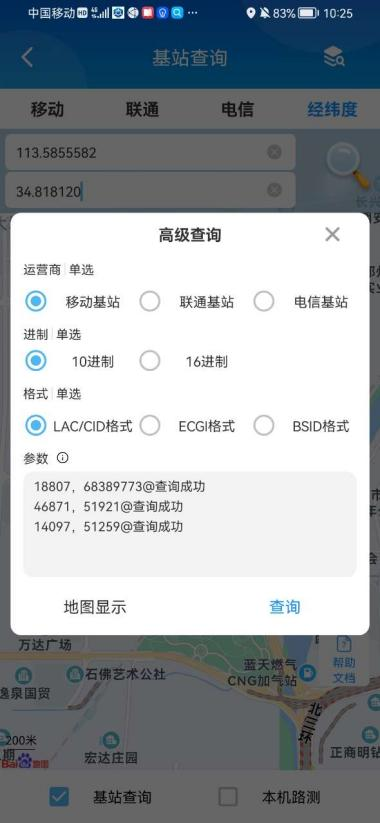 中国移动 HD 83% 10:25
基站查询
移动 联通 电信 经纬度
113.5855582
34.818120
长兴
高级查询
运营商 单选
移动基站 联通基站 电信基站
进制 单选
10进制 16进制
格式 单选
LAC/CID格式 ECGI格式 BSID格式
参数
18807，68389773@查询成功
46871，51921@查询成功
14097，51259@查询成功
地图显示 查询
万达广场
石佛艺术公社
蓝天燃气
CNG加气站
帮助
文档
逸泉国贸
北三环
200米
宏达庄园
正商明钻
Bai 地图
基站查询 本机路测